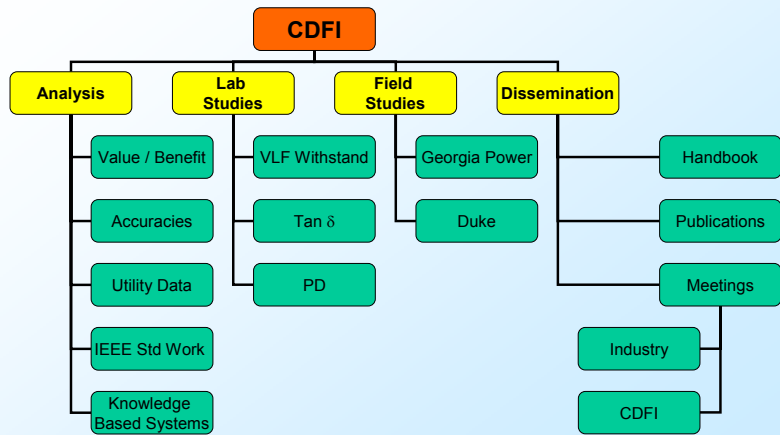 CDFI
Analysis
Lab
Studies
Field
Studies
Dissemination
Value / Benefit
VLF Withstand
Georgia Power
Handbook
Accuracies
Tan δ
Duke
Publications
Utility Data
PD
Meetings
IEEE Std Work
Industry
Knowledge
Based Systems
CDFI